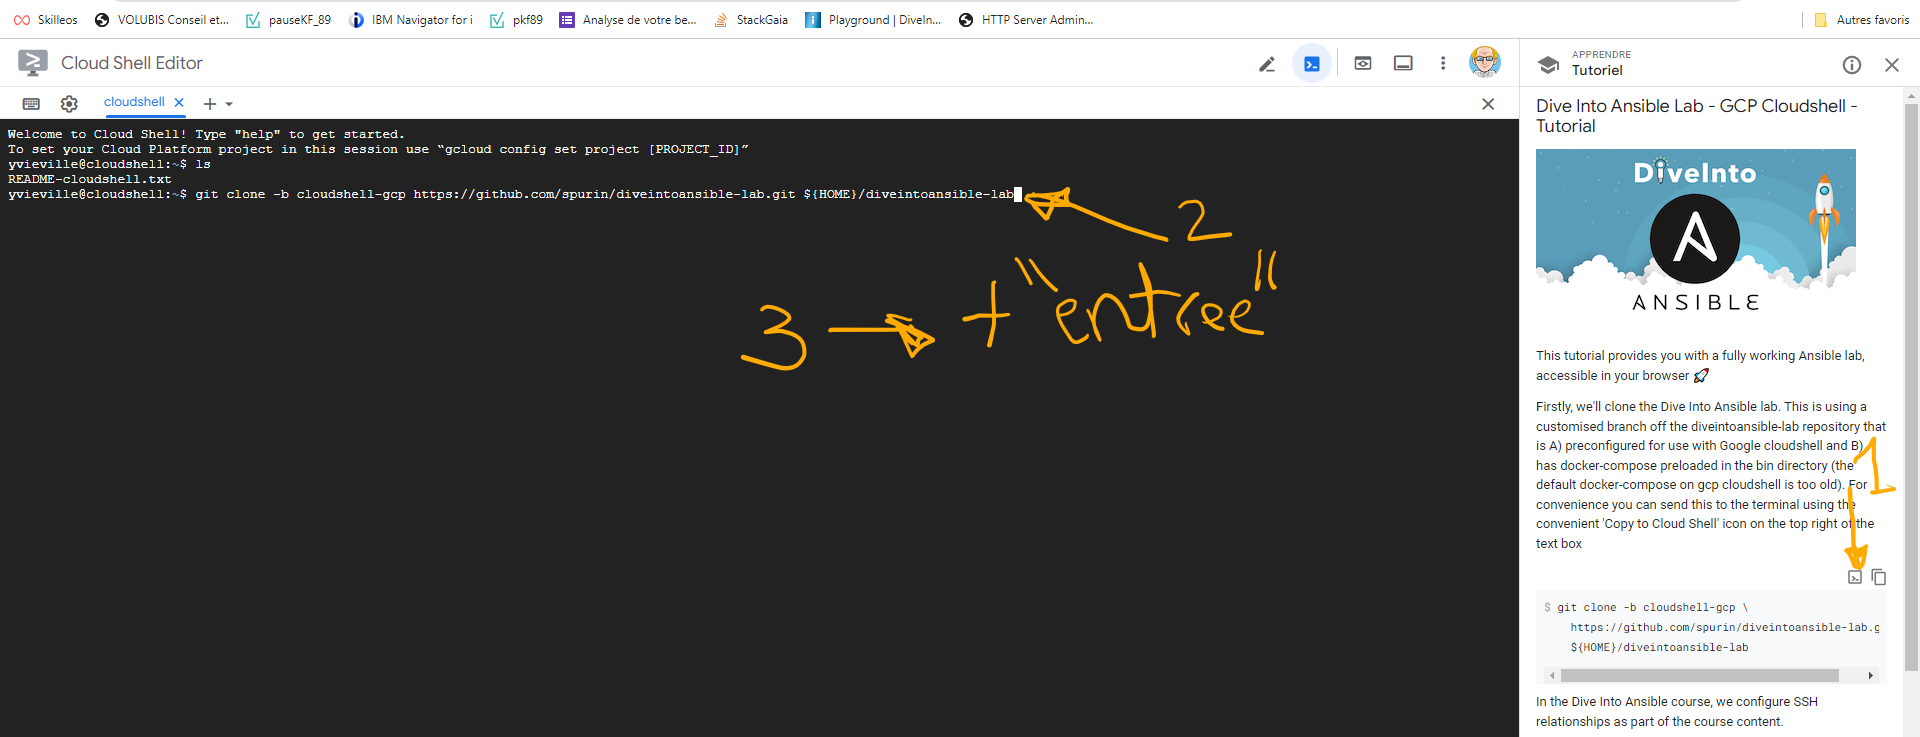 Skilleos
VOLUBIS Conseil et...
pauseKF_89
IBM Navigator for i
pkf89
Analyse de votre be...
StackGaia
Playground | DiveIn...
HTTP Server Admin...
Autres favoris
Cloud Shell Editor
cloudshell
Welcome to Cloud Shell! Type "help" to get started.
To set your Cloud Platform project in this session use “gcloud config set project [PROJECT_ID]”
yvieville@cloudshell:~$ ls
README-cloudshell.txt
yvieville@cloudshell:~$ git clone -b cloudshell-gcp https://github.com/spurin/diveintoansible-lab.git ${HOME}/diveintoansible-lab
2
3 + "entree"
APPRENDRE
Tutoriel
Dive Into Ansible Lab - GCP Cloudshell -
Tutorial
DiveInto
A
ANSIBLE
This tutorial provides you with a fully working Ansible lab,
accessible in your browser 🚀
Firstly, we'll clone the Dive Into Ansible lab. This is using a
customised branch off the diveintoansible-lab repository that
is A) preconfigured for use with Google cloudshell and B)
has docker-compose preloaded in the bin directory (the
default docker-compose on gcp cloudshell is too old). For
convenience you can send this to the terminal using the
convenient 'Copy to Cloud Shell' icon on the top right of the
text box
1
$ git clone -b cloudshell-gcp \
https://github.com/spurin/diveintoansible-lab.g
${HOME}/diveintoansible-lab
In the Dive Into Ansible course, we configure SSH
relationships as part of the course content.